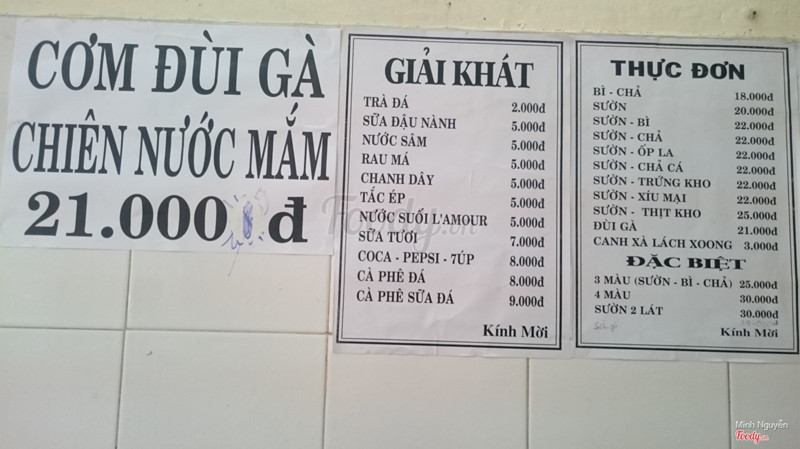 CƠM ĐÙI GÀ
CHIÊN NƯỚC MẮM
21.000 đ
GIẢI KHÁT
TRÀ ĐÁ 2.000đ
SỮA ĐẬU NÀNH 5.000đ
NƯỚC SÂM 5.000đ
RAU MÁ 5.000đ
CHANH DÂY 5.000đ
TẮC ÉP 5.000đ
NƯỚC SUỐI L'AMOUR 5.000đ
SỮA TƯƠI 7.000đ
COCA - PEPSI - 7ÚP 8.000đ
CÀ PHÊ ĐÁ 8.000đ
CÀ PHÊ SỮA ĐÁ 9.000đ
Kính Mời
THỰC ĐƠN
BÌ - CHẢ 18.000đ
SƯỜN 20.000đ
SƯỜN - BÌ 22.000đ
SƯỜN - CHẢ 22.000đ
SƯỜN - ỐP LA 22.000đ
SƯỜN - CHẢ CÁ 22.000đ
SƯỜN - TRỨNG KHO 22.000đ
SƯỜN - XÍU MẠI 22.000đ
SƯỜN - THỊT KHO 25.000đ
ĐÙI GÀ 21.000đ
CANH XÀ LÁCH XOONG 3.000đ
ĐẶC BIỆT
3 MÀU (SƯỜN - BÌ - CHẢ) 25.000đ
4 MÀU 30.000đ
SƯỜN 2 LÁT 30.000đ
Kính Mời
Foody.vn
Minh Nguyễn
Foody.vn